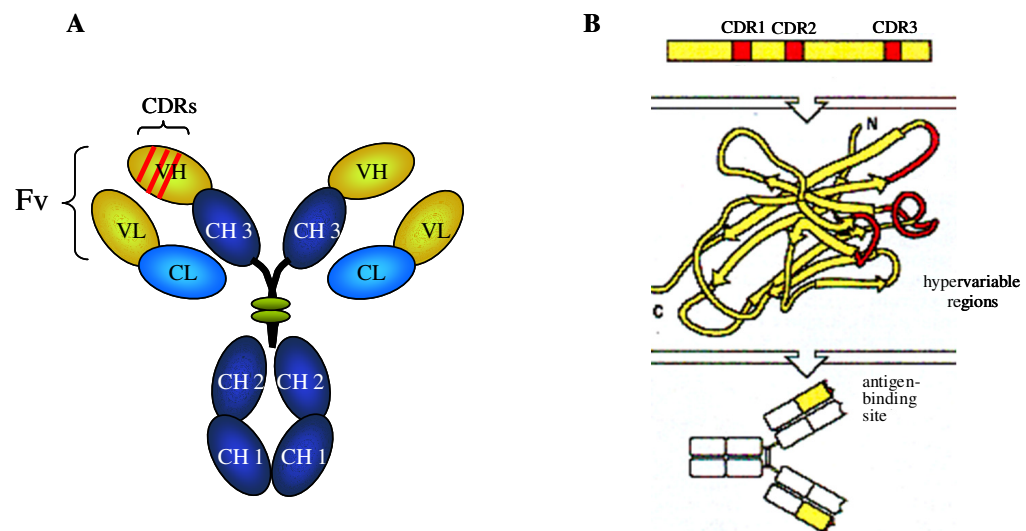 A
CDRs
Fv
VH
VH
VL
CH 3
CH 3
VL
CL
CL
CH 2
CH 2
CH 1
CH 1
B
CDR1 CDR2 CDR3
N
C
hypervariable
regions
antigen-
binding
site